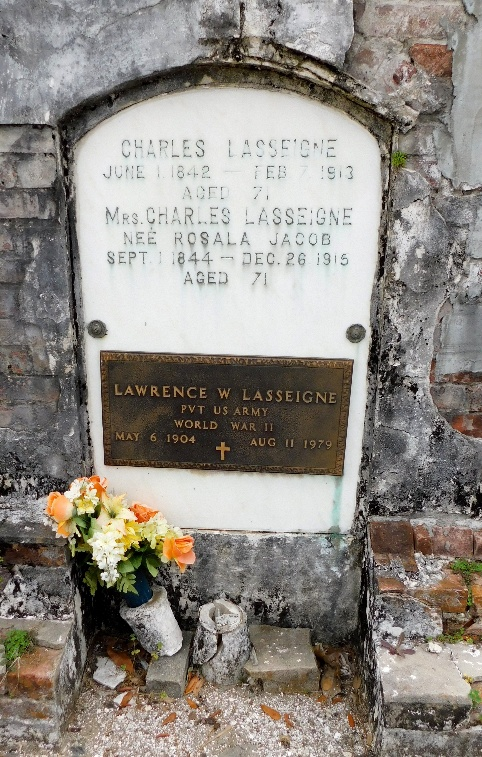 CHARLES LASSEIGNE
JUNE 1.1842 — FEB 7 1913
AGED 71
MRS. CHARLES LASSEIGNE
NEÉ ROSALA JACOB
SEPT. 1 1844 — DEC. 26 1915
AGED 71
LAWRENCE W LASSEIGNE
PVT US ARMY
WORLD WAR II
MAY 6 1904 AUG 11 1979